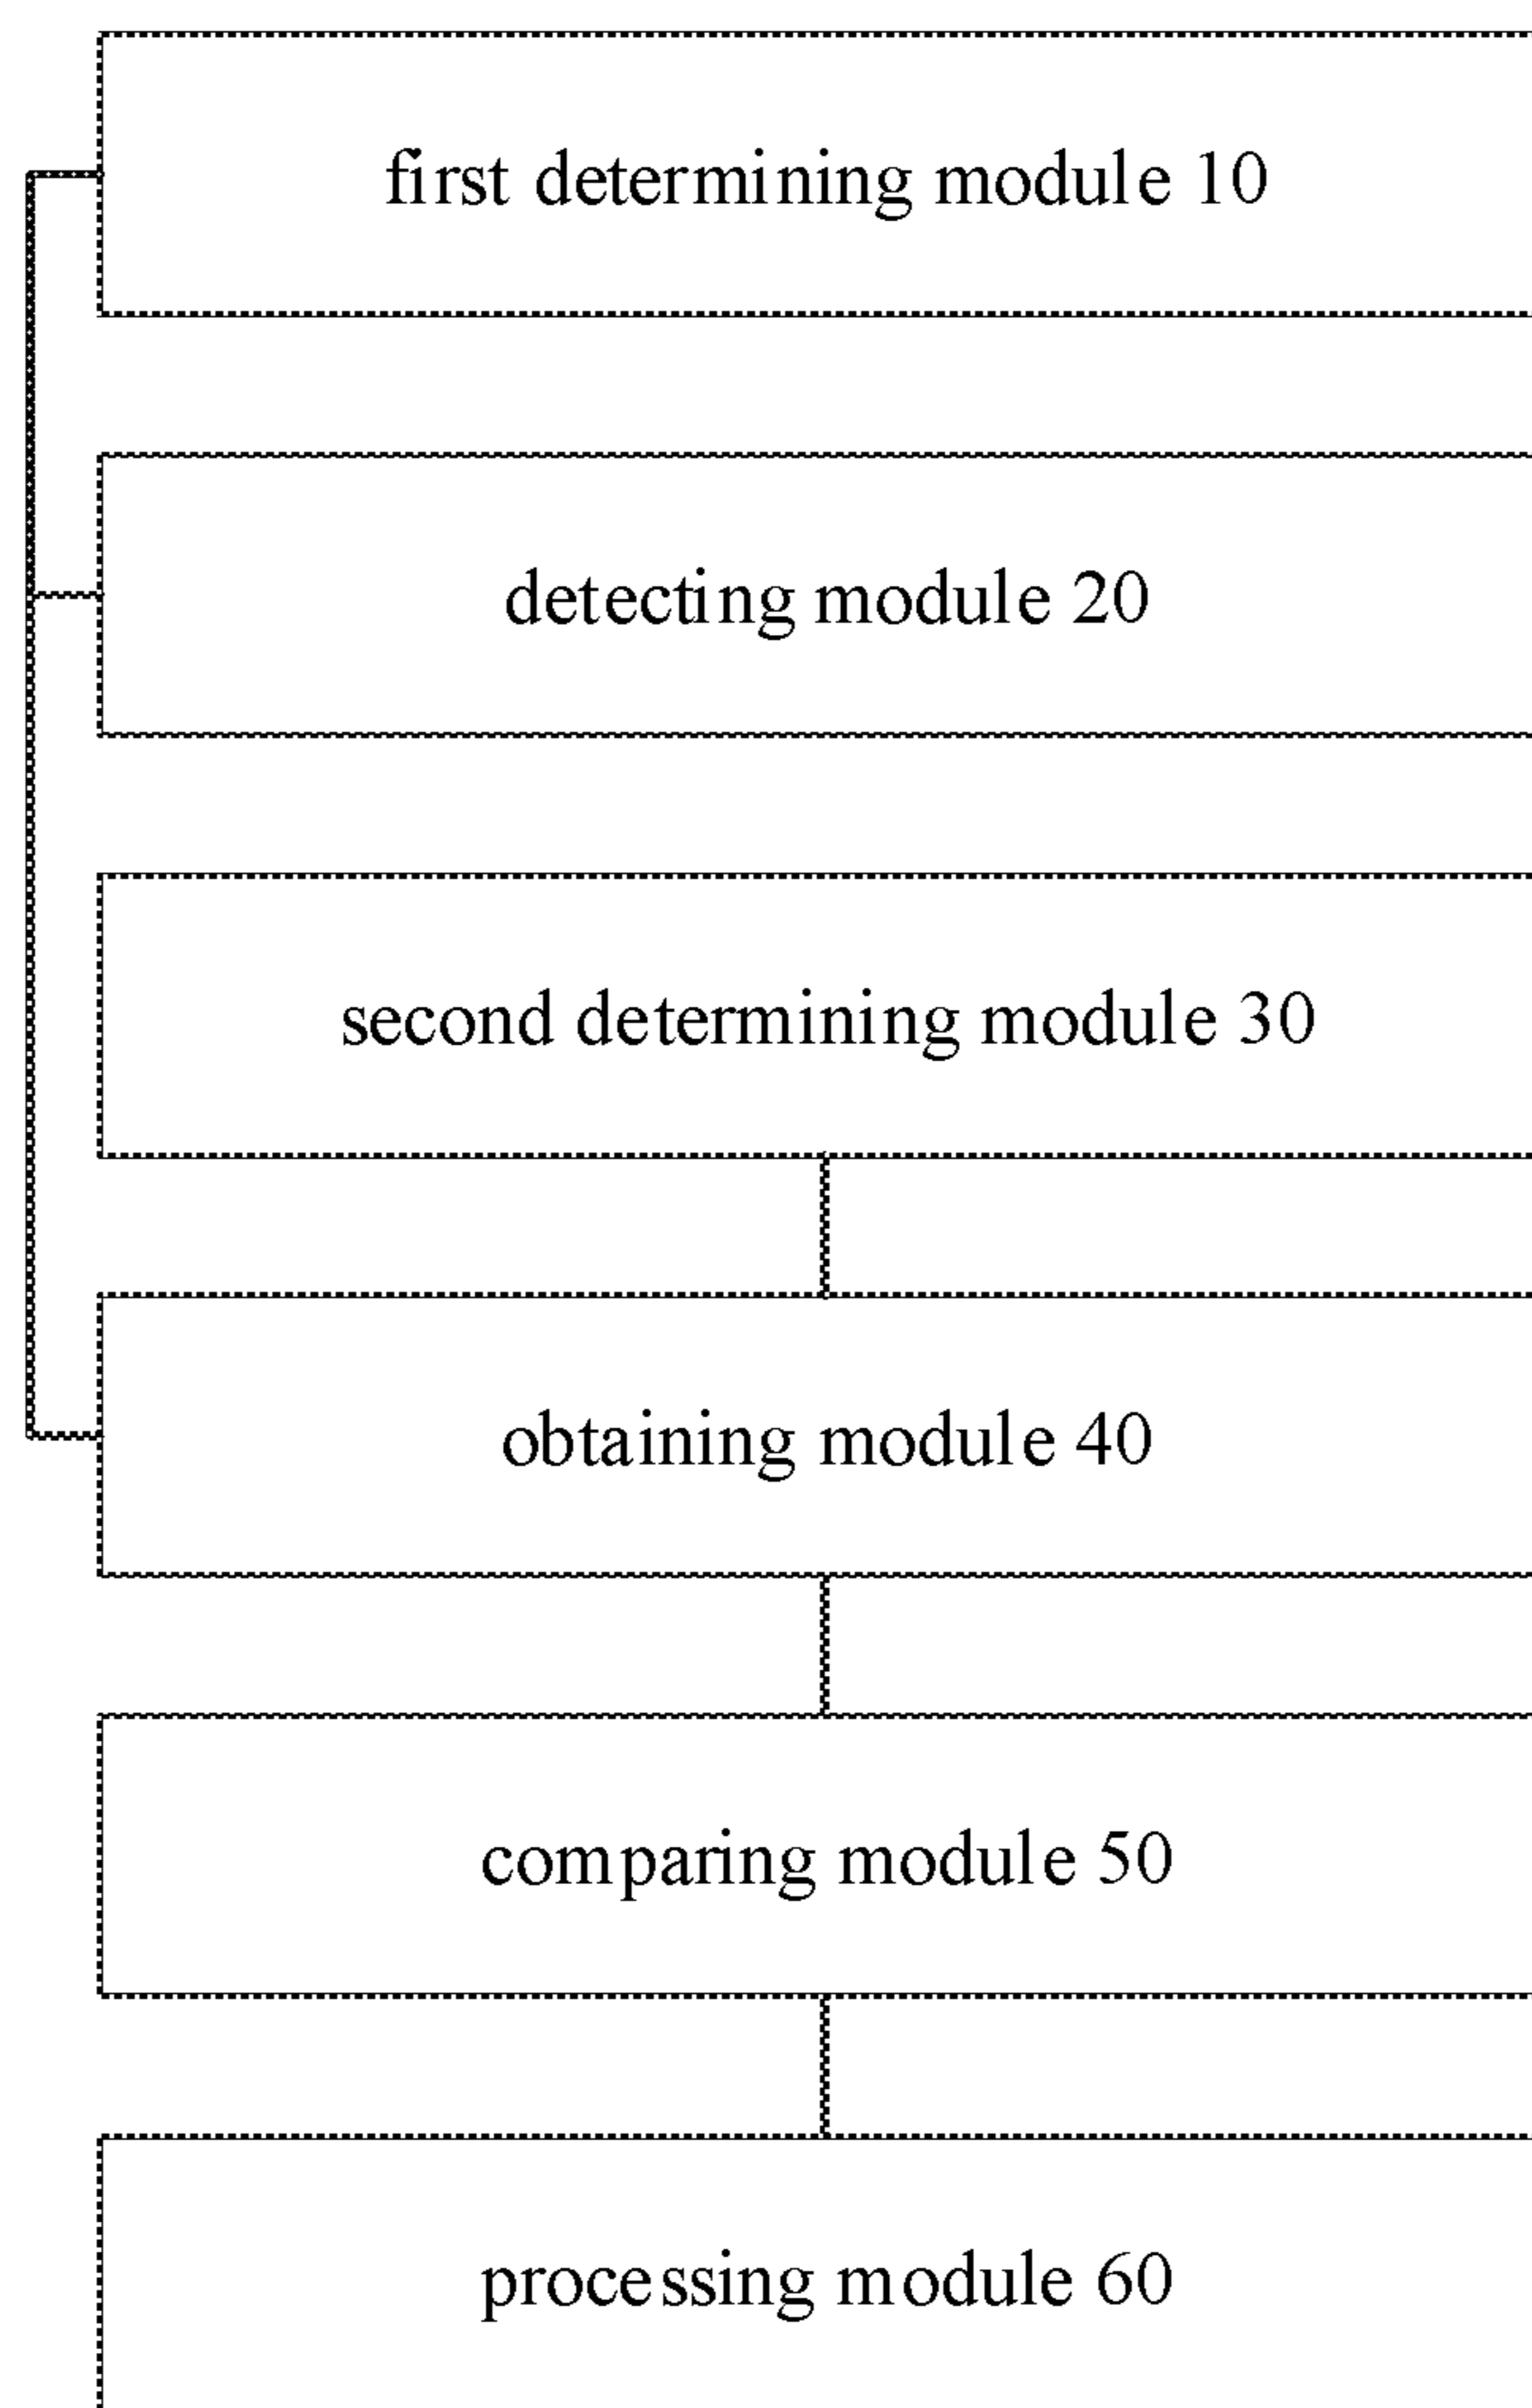 first determining module 10
detecting module 20
second determining module 30
obtaining module 40
comparing module 50
processing module 60